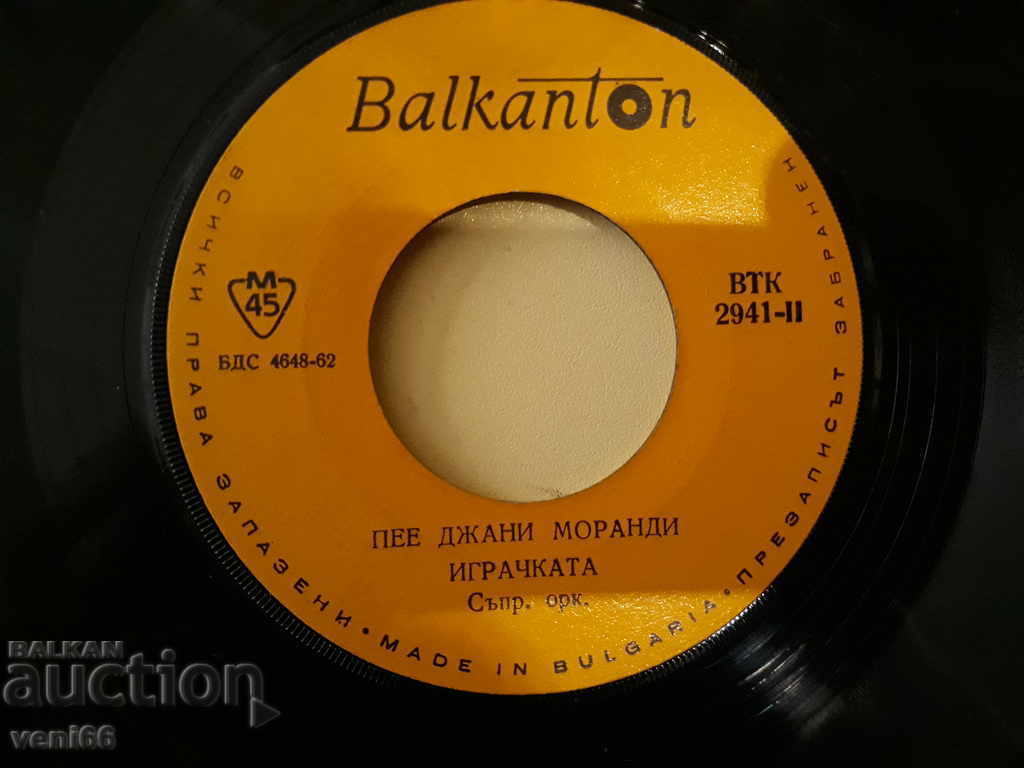 Balkanton
ВСИЧКИ ПРАВА ЗАПАЗЕНИ • MADE IN BULGARIA • ПРЕЗАПИСЪТ ЗАБРАНЕН
М
45
БДС 4648-62
ВТК
2941-II
ПЕЕ ДЖАНИ МОРАНДИ
ИГРАЧКАТА
Съпр. орк.
BALKAN
auction
veni66